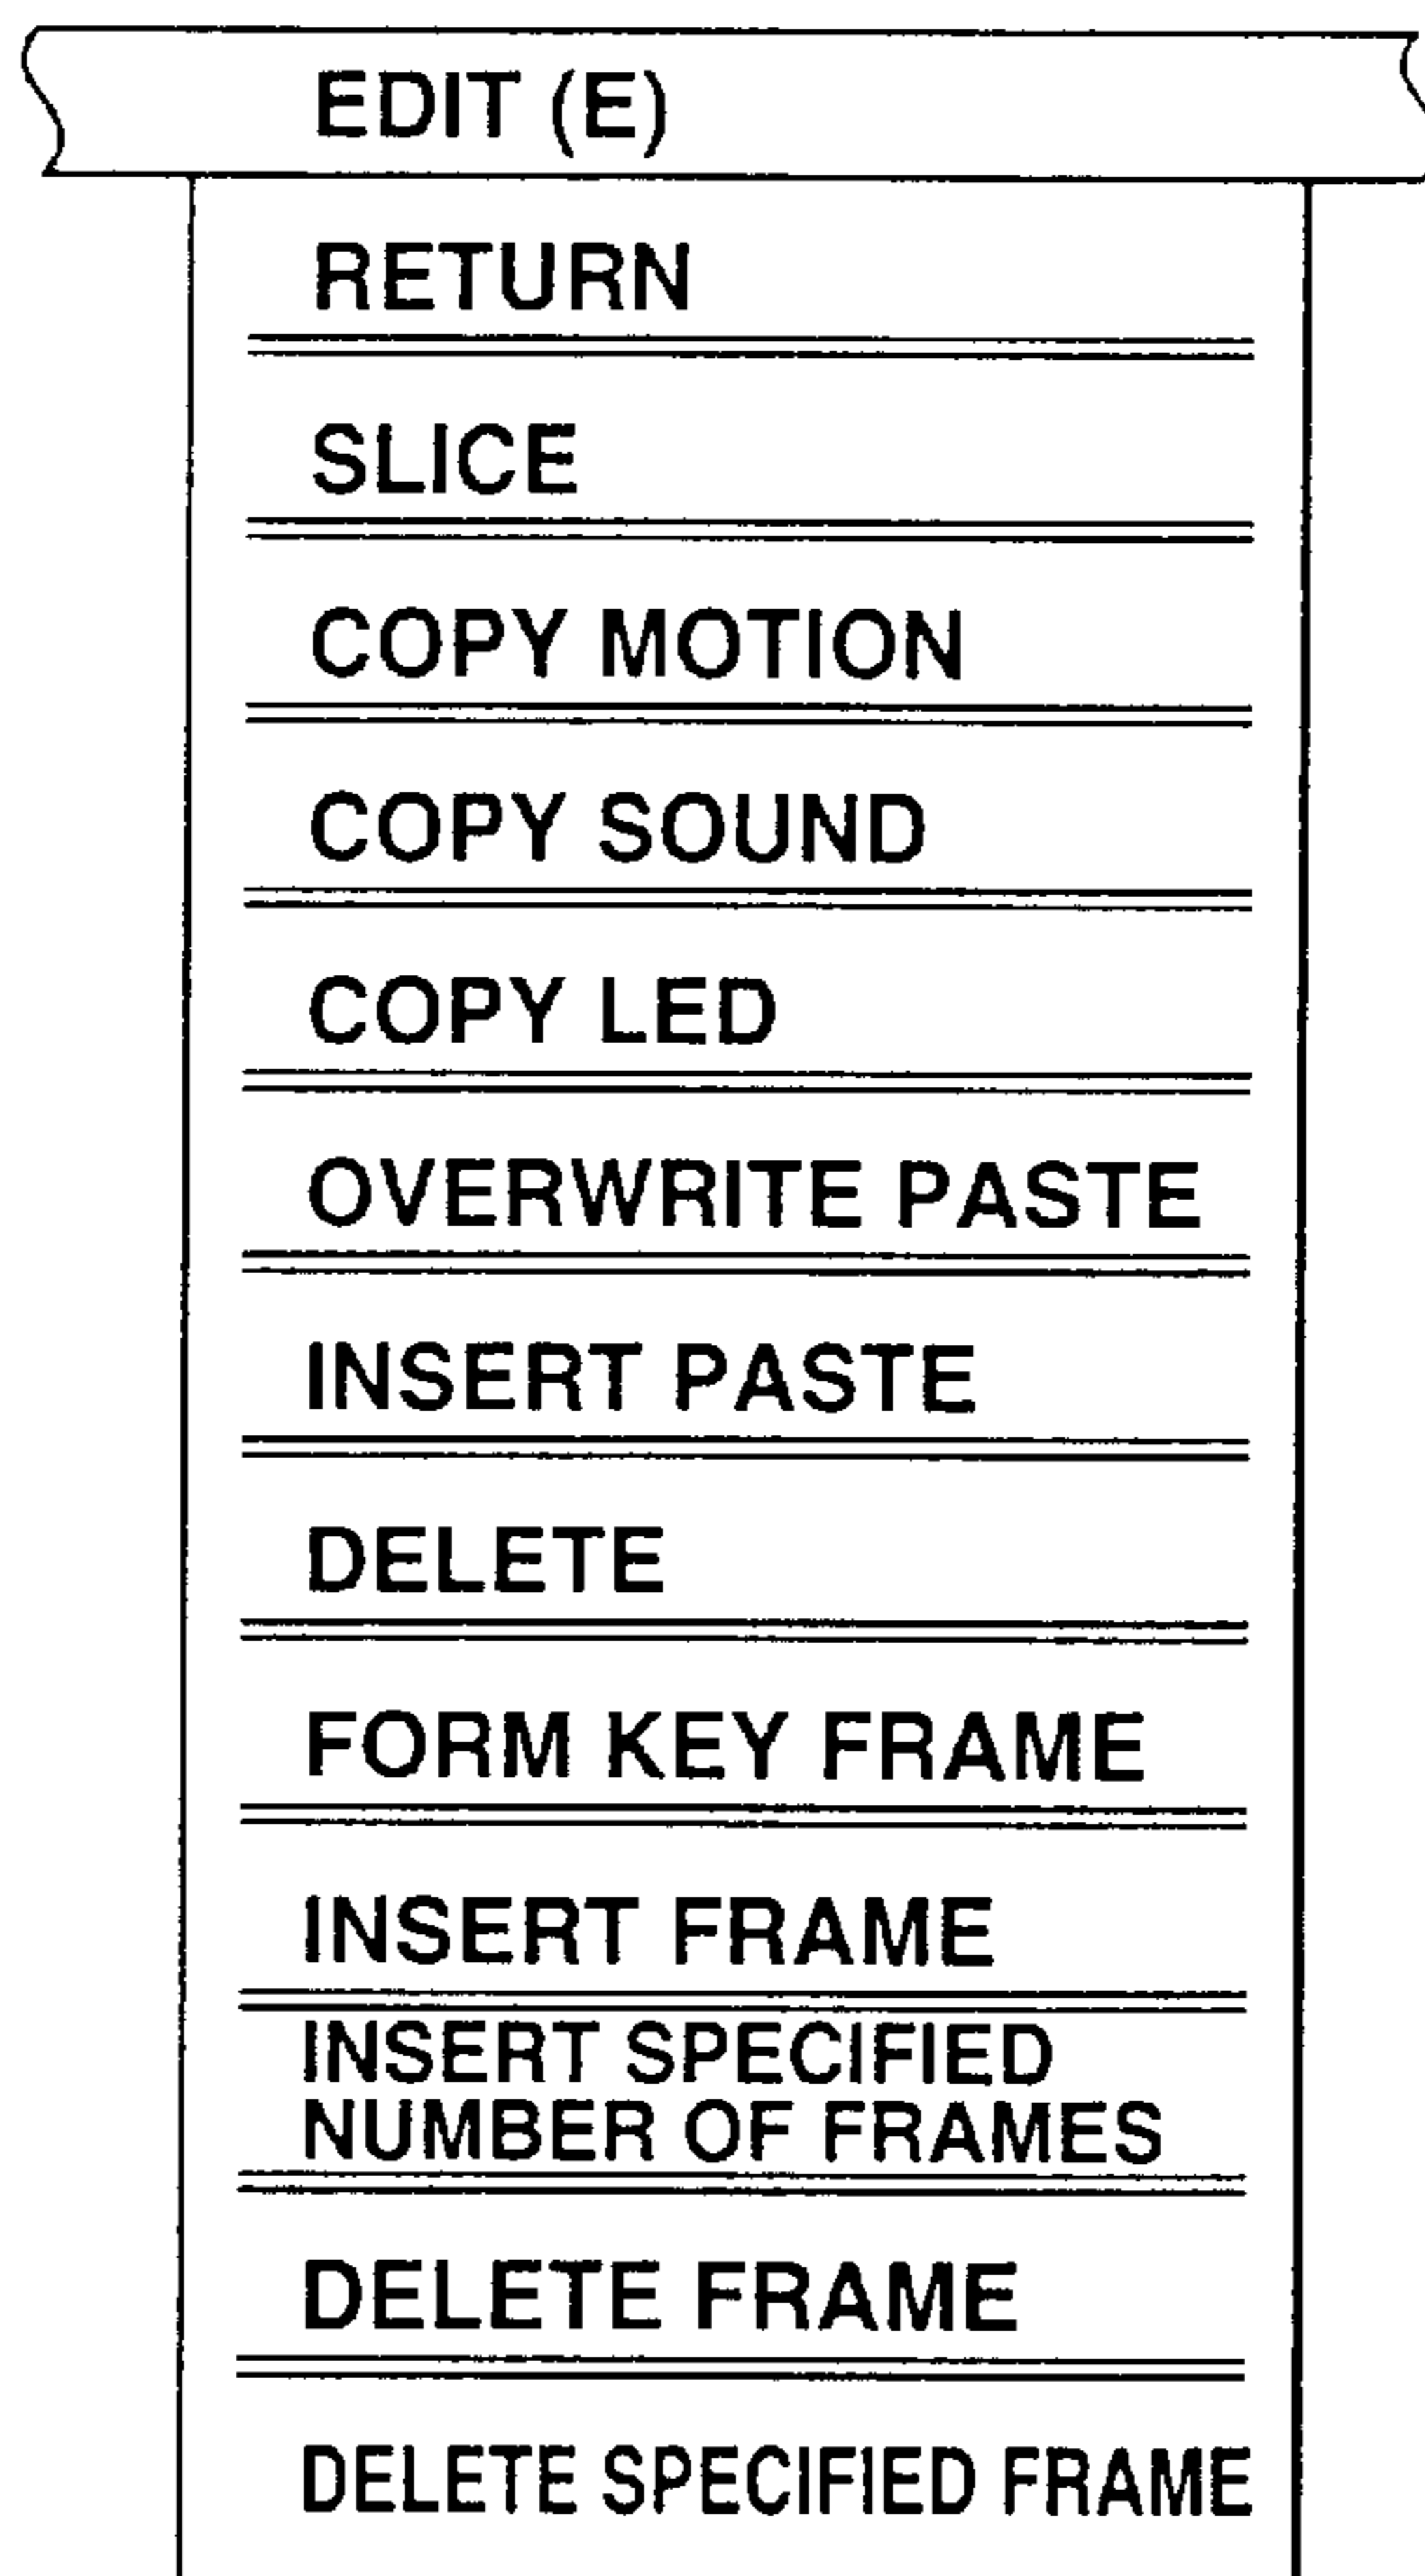 EDIT (E)
RETURN
SLICE
COPY MOTION
COPY SOUND
COPY LED
OVERWRITE PASTE
INSERT PASTE
DELETE
FORM KEY FRAME
INSERT FRAME
INSERT SPECIFIED
NUMBER OF FRAMES
DELETE FRAME
DELETE SPECIFIED FRAME